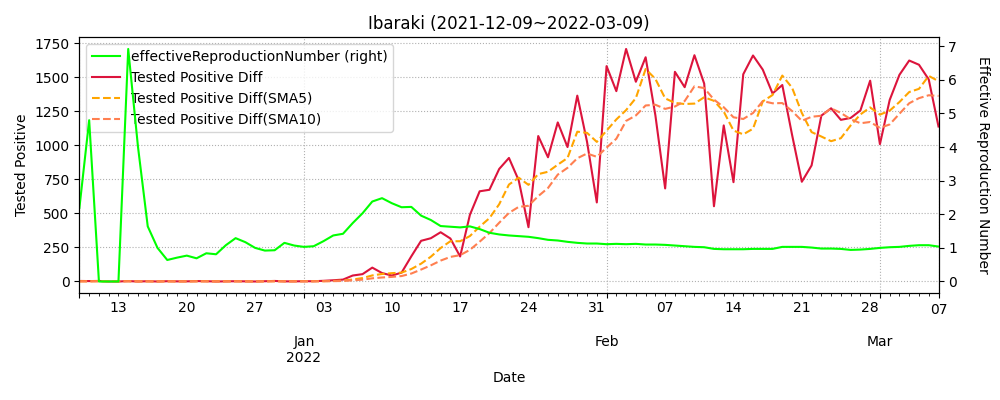 Ibaraki (2021-12-09~2022-03-09)
effectiveReproductionNumber (right)
Tested Positive Diff
Tested Positive Diff(SMA5)
Tested Positive Diff(SMA10)
Tested Positive
1750
1500
1250
1000
750
500
250
0
7
6
5
4
3
2
1
0
Effective Reproduction Number
13 20 27 03 10 17 24 31 07 14 21 28 07
Jan Feb Mar
2022
Date